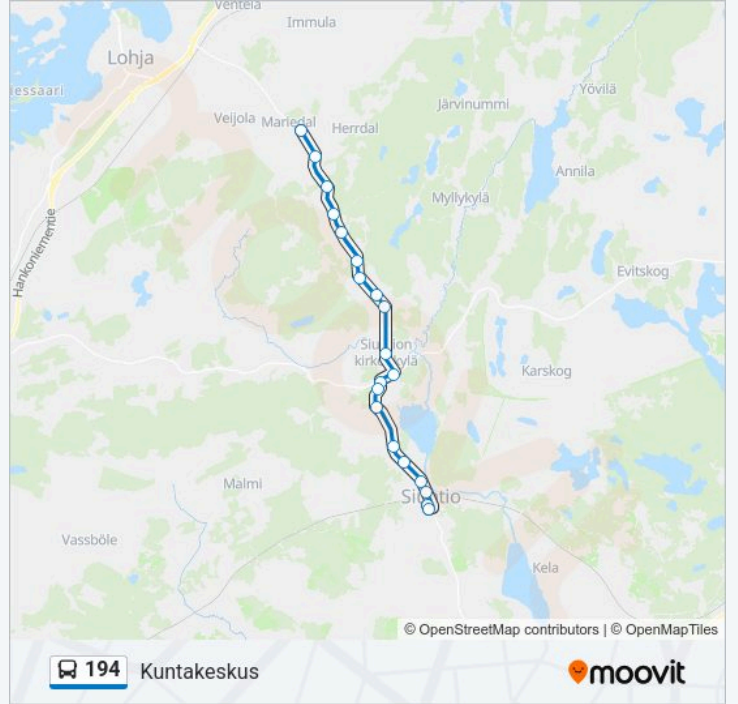 Ventela
Immula
Lohja
iessaari
Yövilä
Järvinummi
Veijola
Mariedal
Herrdal
Annila
Myllykylä
Hankoniementie
Evitskog
Karskog
Malmi
Vassböle
Kela
© OpenStreetMap contributors | © OpenMapTiles
194 Kuntakeskus
moovit